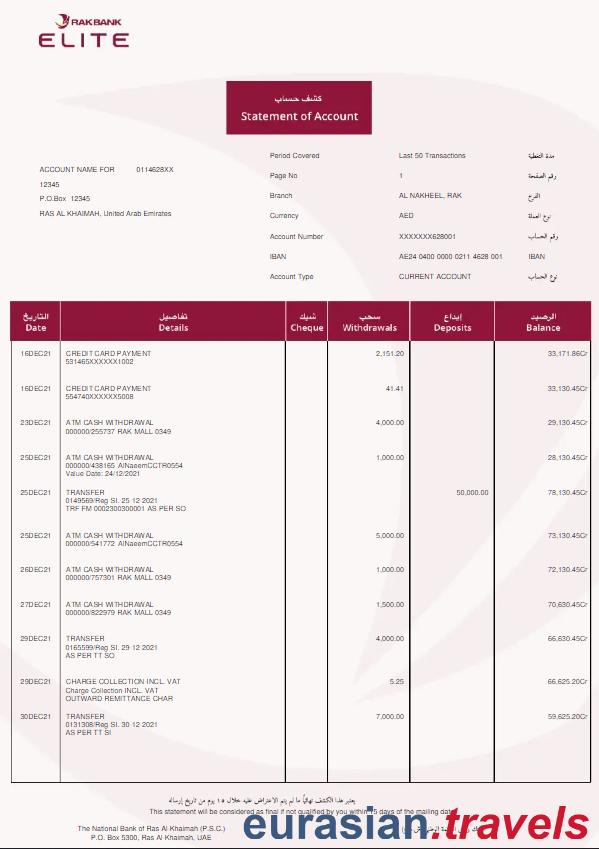 RAKBANK
ELITE
كشف حساب
Statement of Account
ACCOUNT NAME FOR 0114628XX
12345
P.O.Box 12345
RAS AL KHAIMAH, United Arab Emirates
Period Covered Last 50 Transactions مدة التغطية
Page No 1 رقم الصفحة
Branch AL NAKHEEL, RAK الفرع
Currency AED نوع العملة
Account Number XXXXXXX628001 رقم الحساب
IBAN AE24 0400 0000 0211 4628 001 IBAN
Account Type CURRENT ACCOUNT نوع الحساب
التاريخ تفاصيل شيك سحب إيداع الرصيد
Date Details Cheque Withdrawals Deposits Balance
16DEC21 CREDIT CARD PAYMENT 2,151.20 33,171.86Cr
531465XXXXXX1002
16DEC21 CREDIT CARD PAYMENT 41.41 33,130.45Cr
554740XXXXXX5008
23DEC21 ATM CASH WITHDRAWAL 4,000.00 29,130.45Cr
000000/255737 RAK MALL 0349
25DEC21 ATM CASH WITHDRAWAL 1,000.00 28,130.45Cr
000000/438165 AlNaeemCCTR0554
Value Date: 24/12/2021
25DEC21 TRANSFER 50,000.00 78,130.45Cr
0149569/Reg SI. 25-12 2021
TRF FM 0002300300001 AS PER SO
25DEC21 ATM CASH WITHDRAWAL 5,000.00 73,130.45Cr
000000/541772 AlNaeemCCTR0554
26DEC21 ATM CASH WITHDRAWAL 1,000.00 72,130.45Cr
000000/757301 RAK MALL 0349
27DEC21 ATM CASH WITHDRAWAL 1,500.00 70,630.45Cr
000000/822979 RAK MALL 0349
29DEC21 TRANSFER 4,000.00 66,630.45Cr
0165599/Reg SI. 29 12 2021
AS PER TT SO
29DEC21 CHARGE COLLECTION-INCL. VAT 5.25 66,625.20Cr
Charge Collection-INCL. VAT
OUTWARD REMITTANCE CHAR
30DEC21 TRANSFER 7,000.00 59,625.20Cr
0131308/Reg SI. 30-12 2021
AS PER TT SI
يعتبر هذا الكشف نهائياً ما لم يتم الاعتراض عليه خلال ١٥ يوم من تاريخ إرساله
This statement will be considered as final if not qualified by you within 15 days of the mailing date
The National Bank of Ras Al-Khaimah (P.S.C.)
P.O. Box 5300, Ras Al-Khaimah, UAE
eurasian.travels